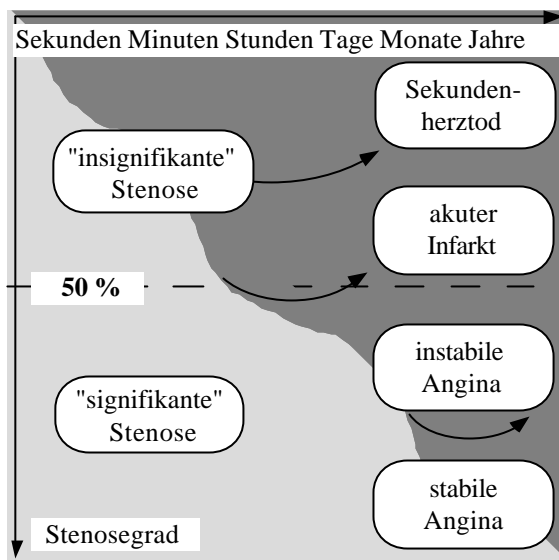 Sekunden Minuten Stunden Tage Monate Jahre
Sekunden-
herztod
"insignifikante"
Stenose
akuter
Infarkt
50 %
instabile
Angina
"signifikante"
Stenose
stabile
Angina
Stenosegrad